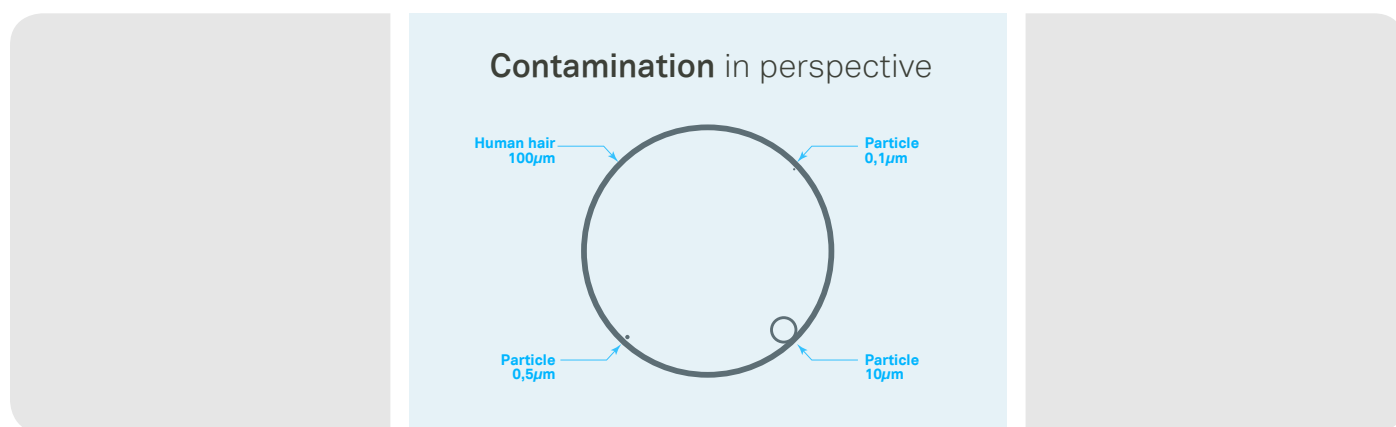 Contamination in perspective
Human hair
100µm
Particle
0,1µm
Particle
0,5µm
Particle
10µm